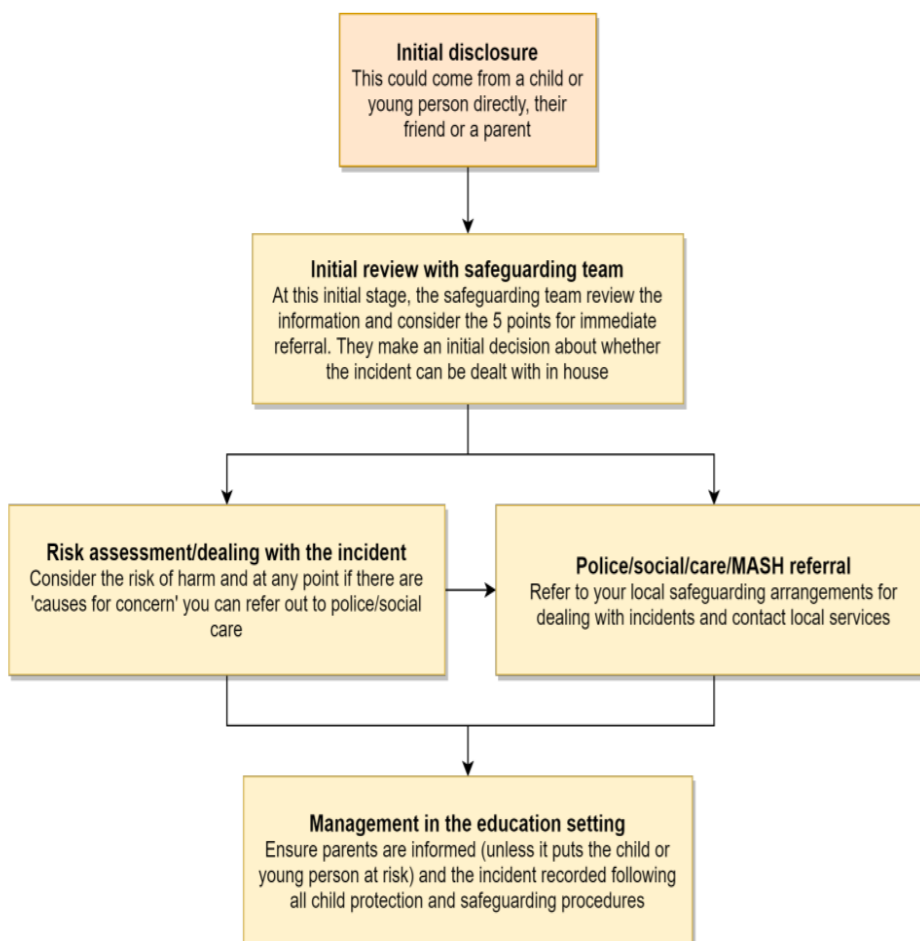 Initial disclosure
This could come from a child or
young person directly, their
friend or a parent
Initial review with safeguarding team
At this initial stage, the safeguarding team review the
information and consider the 5 points for immediate
referral. They make an initial decision about whether
the incident can be dealt with in house
Risk assessment/dealing with the incident
Consider the risk of harm and at any point if there are
'causes for concern' you can refer out to police/social
care
Police/social/care/MASH referral
Refer to your local safeguarding arrangements for
dealing with incidents and contact local services
Management in the education setting
Ensure parents are informed (unless it puts the child or
young person at risk) and the incident recorded following
all child protection and safeguarding procedures